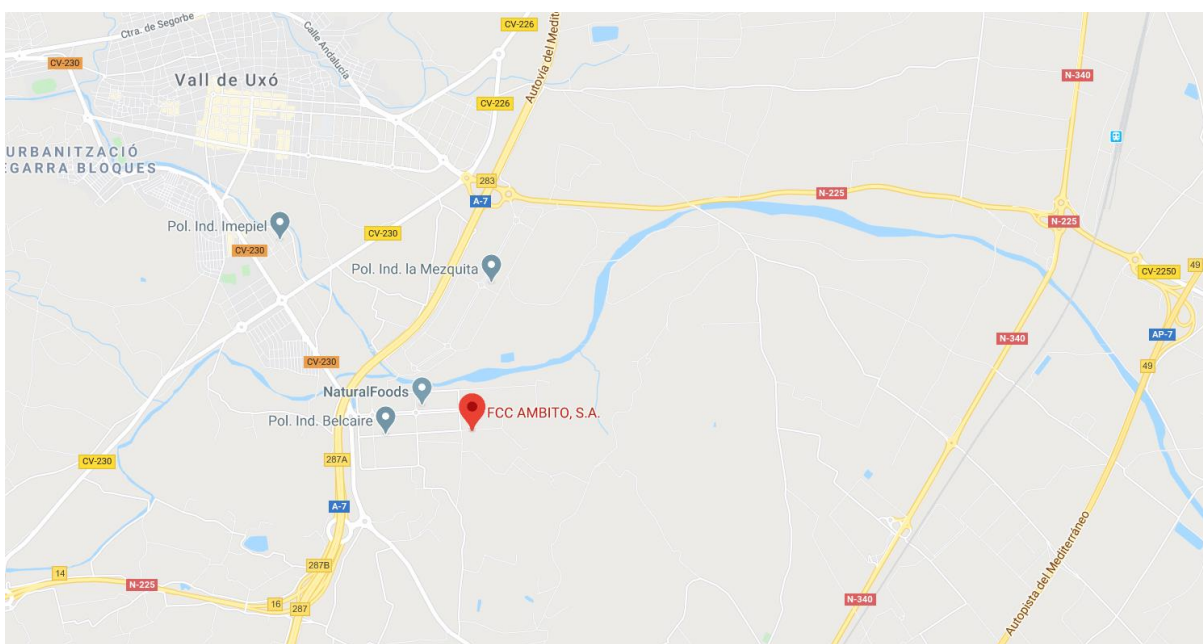 Ctra. de Segorbe
Calle Andalucía
CV-226
Autovía del Medit
CV-230
Vall de Uxó
CV-226
N-340
URBANITZACIÓ
EGARRA BLOQUES
283
A-7
N-225
N-225
Pol. Ind. Imepiel
CV-230
CV-230
Pol. Ind. la Mezquita
49
CV-2250
AP-7
N-340
CV-230
49
NaturalFoods
FCC AMBITO, S.A.
Pol. Ind. Belcaire
CV-230
287A
A-7
Autopista del Mediterráneo
287B
14
N-225
16
287
N-340